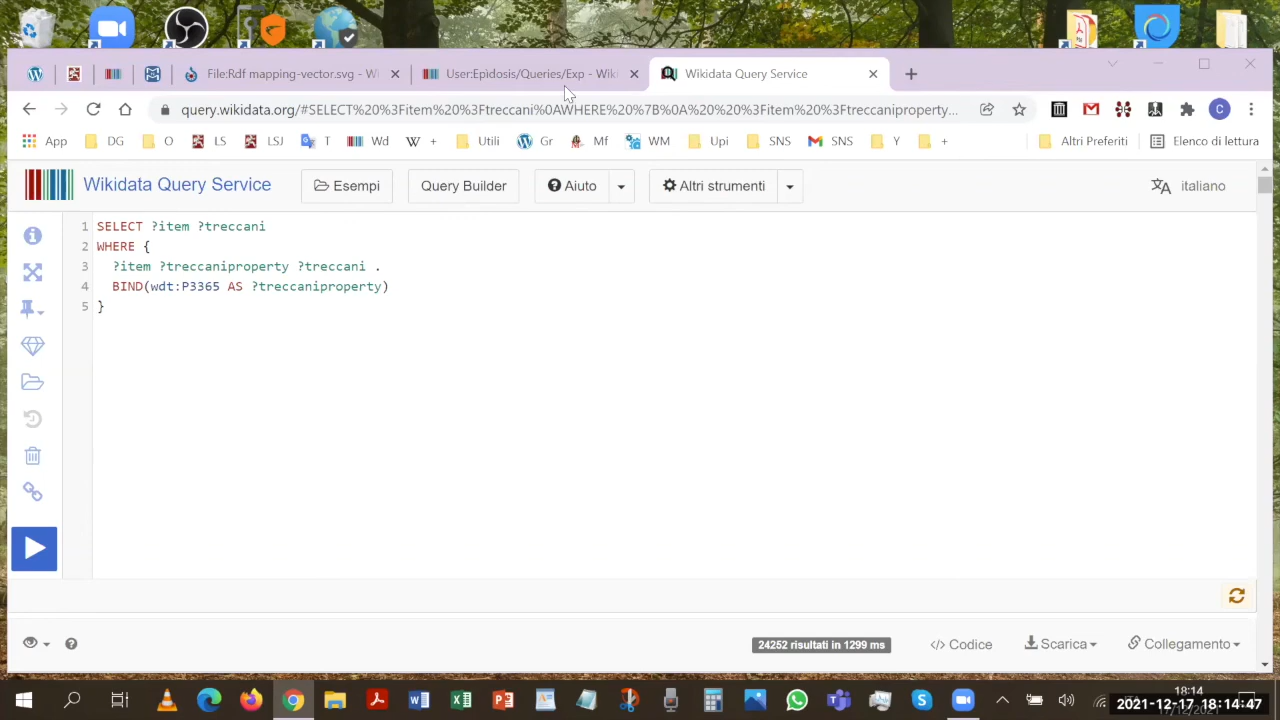 File:Rdf mapping-vector.svg - W
User:Epidosis/Queries/Exp - Wiki
Wikidata Query Service
query.wikidata.org/#SELECT%20%3Fitem%20%3Ftreccani%0AWHERE%20%7B%0A%20%20%3Fitem%20%3Ftreccaniproperty...
App
DG
O
LS
LSJ
T
Wd
+
Utili
Gr
Mf
WM
Upi
SNS
SNS
Y
+
Altri Preferiti
Elenco di lettura
Wikidata Query Service
Esempi
Query Builder
Aiuto
Altri strumenti
italiano
1 SELECT ?item ?treccani
2 WHERE {
3 ?item ?treccaniproperty ?treccani .
4 BIND(wdt:P3365 AS ?treccaniproperty)
5 }
24252 risultati in 1299 ms
</> Codice
Scarica
Collegamento
18:14
2021-12-17 18:14:47